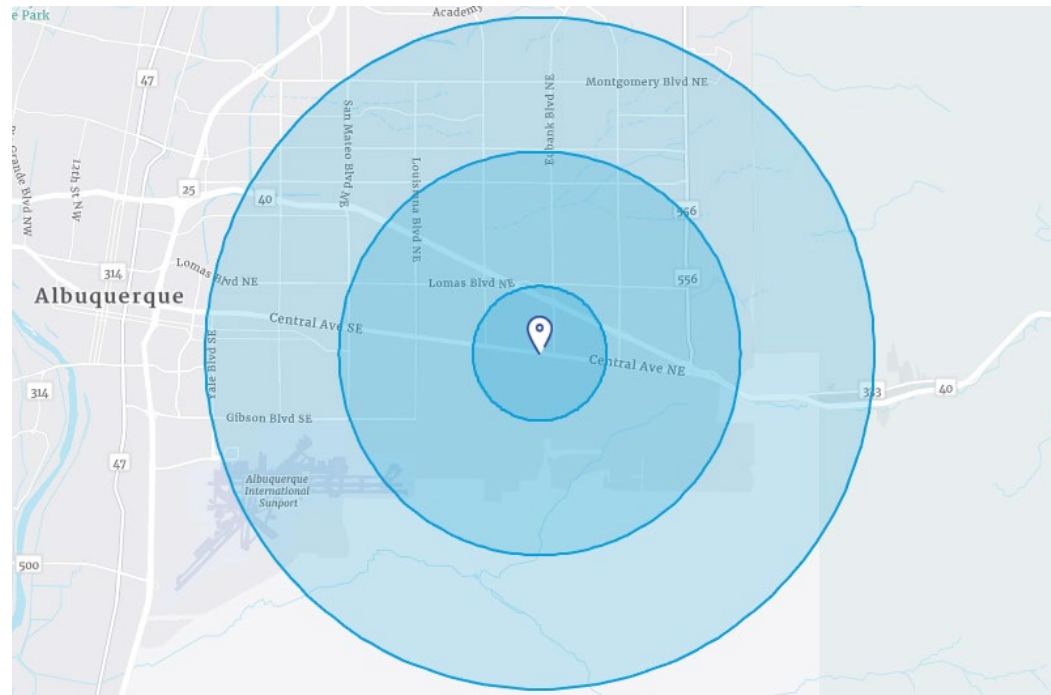 e Park
Academy
47
Montgomery Blvd NE
San Mateo Blvd NE
Eubank Blvd NE
Louisiana Blvd NE
12th St NW
Grande Blvd NW
25
40
556
314
Lomas Blvd NE
Lomas Blvd NE
556
Albuquerque
Central Ave SE
Central Ave NE
Yale Blvd SE
314
333
40
Gibson Blvd SE
47
Albuquerque
International
Sunport
500